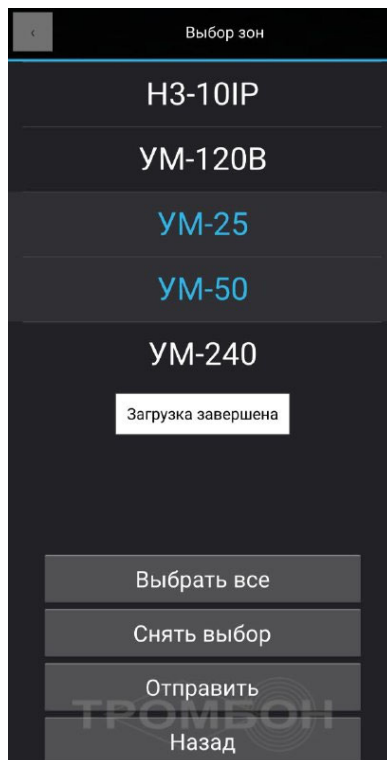 ‹
Выбор зон
НЗ-10IP
УМ-120В
УМ-25
УМ-50
УМ-240
Загрузка завершена
Выбрать все
Снять выбор
Отправить
ТРОМБОН
Назад